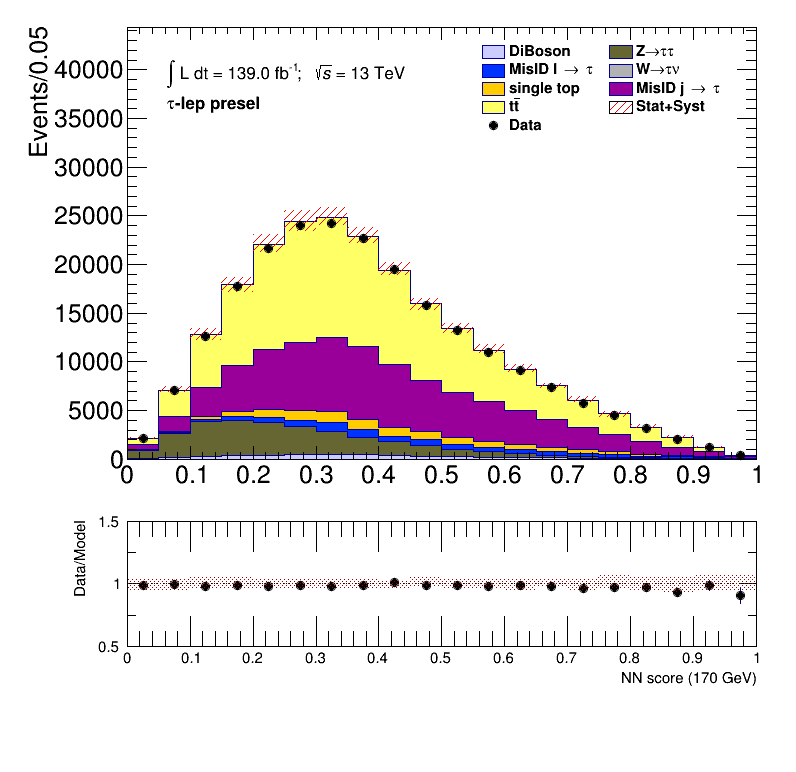 Events/0.05
∫ L dt = 139.0 fb⁻¹; √s = 13 TeV
τ-lep presel
DiBoson
MisID l → τ
single top
tt̄
Data
Z→ττ
W→τν
MisID j → τ
Stat+Syst
40000
35000
30000
25000
20000
15000
10000
5000
0
0 0.1 0.2 0.3 0.4 0.5 0.6 0.7 0.8 0.9 1
Data/Model
1.5
1
0.5
0 0.1 0.2 0.3 0.4 0.5 0.6 0.7 0.8 0.9 1
NN score (170 GeV)